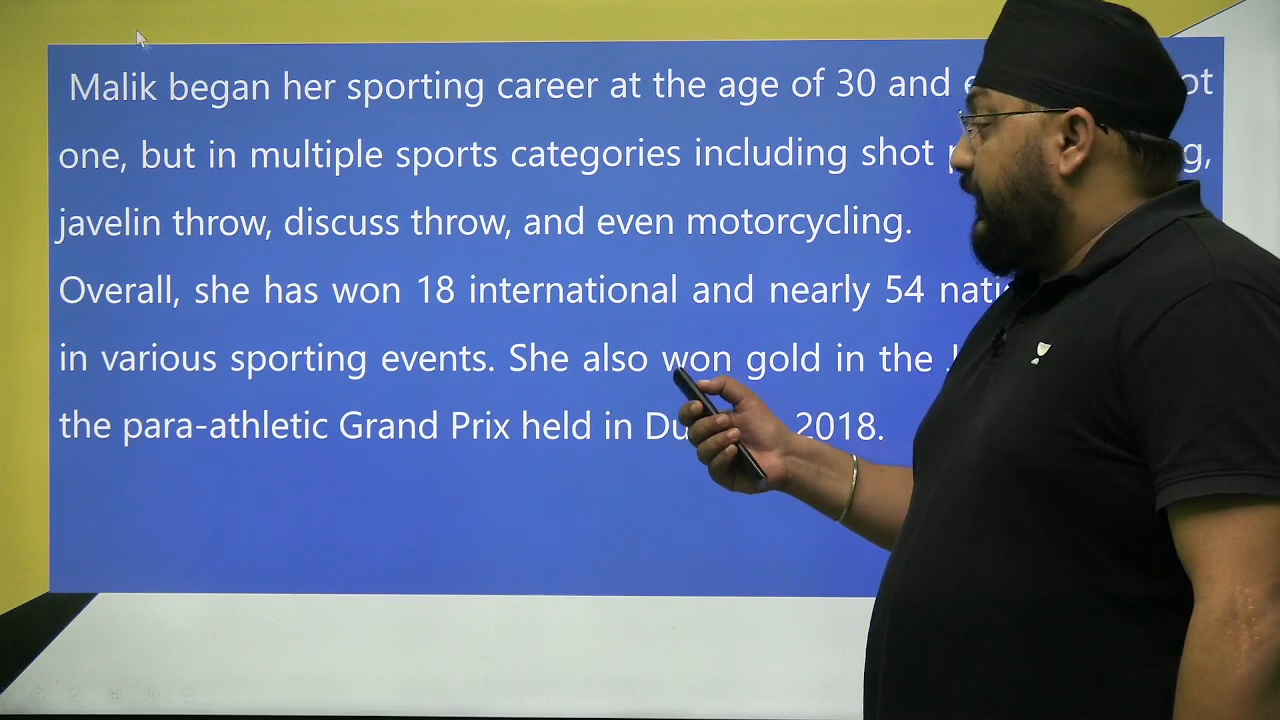 Malik began her sporting career at the age of 30 and
one, but in multiple sports categories including shot
javelin throw, discuss throw, and even motorcycling.
Overall, she has won 18 international and nearly 54
in various sporting events. She also won gold in the
the para-athletic Grand Prix held in 2018.